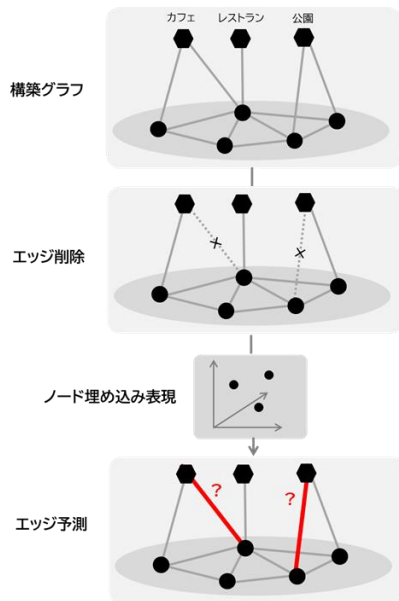 カフェ レストラン 公園
構築グラフ
エッジ削除
ノード埋め込み表現
エッジ予測
? ?